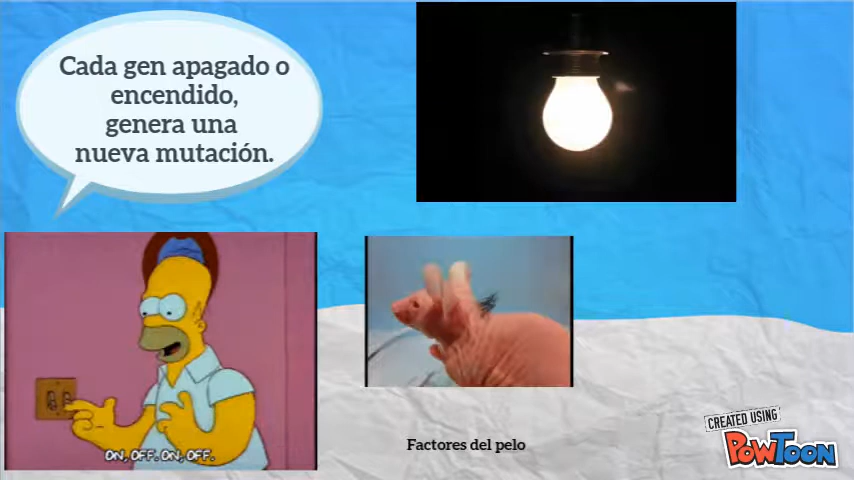 Cada gen apagado o
encendido,
genera una
nueva mutación.
ON, OFF. ON, OFF.
Factores del pelo
CREATED USING
POWTOON